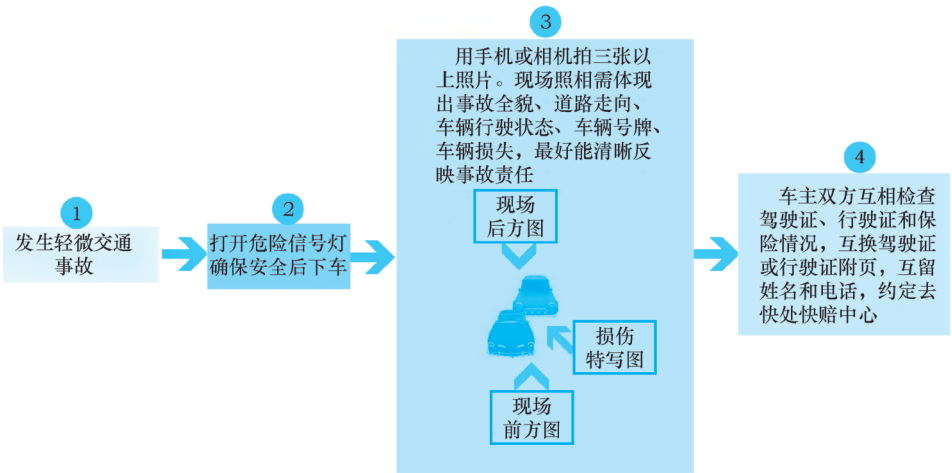 1
发生轻微交通
事故
2
打开危险信号灯
确保安全后下车
3
用手机或相机拍三张以
上照片。现场照相需体现
出事故全貌、道路走向、
车辆行驶状态、车辆号牌、
车辆损失，最好能清晰反
映事故责任
现场
后方图
损伤
特写图
现场
前方图
4
车主双方互相检查
驾驶证、行驶证和保
险情况，互换驾驶证
或行驶证附页，互留
姓名和电话，约定去
快处快赔中心